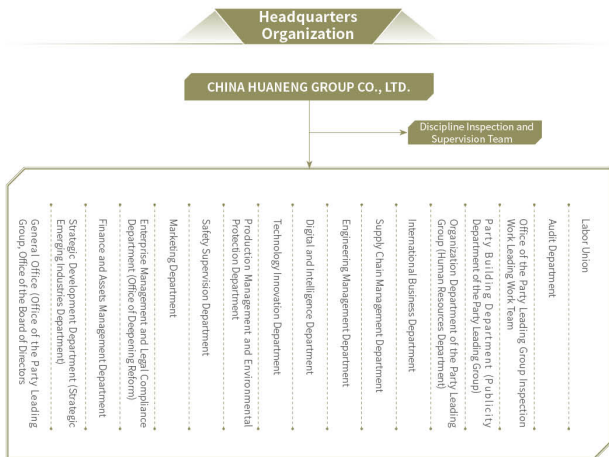 Headquarters
Organization
CHINA HUANENG GROUP CO., LTD.
Discipline Inspection and
Supervision Team
General Office (Office of the Party Leading
Group, Office of the Board of Directors
Strategic Development Department (Strategic
Emerging Industries Department)
Finance and Assets Management Department
Enterprise Management and Legal Compliance
Department (Office of Deepening Reform)
Marketing Department
Safety Supervision Department
Production Management and Environmental
Protection Department
Technology Innovation Department
Digital and Intelligence Department
Engineering Management Department
Supply Chain Management Department
International Business Department
Organization Department of the Party Leading
Group (Human Resources Department)
Party Building Department (Publicity
Department of the Party Leading Group)
Office of the Party Leading Group Inspection
Work Leading Work Team
Audit Department
Labor Union